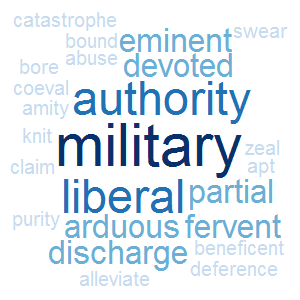 catastrophe
swear
bound eminent
abuse devoted
bore
coeval authority
amity
knit military
zeal
claim apt
liberal partial
purity arduous fervent
discharge beneficent
deference
alleviate